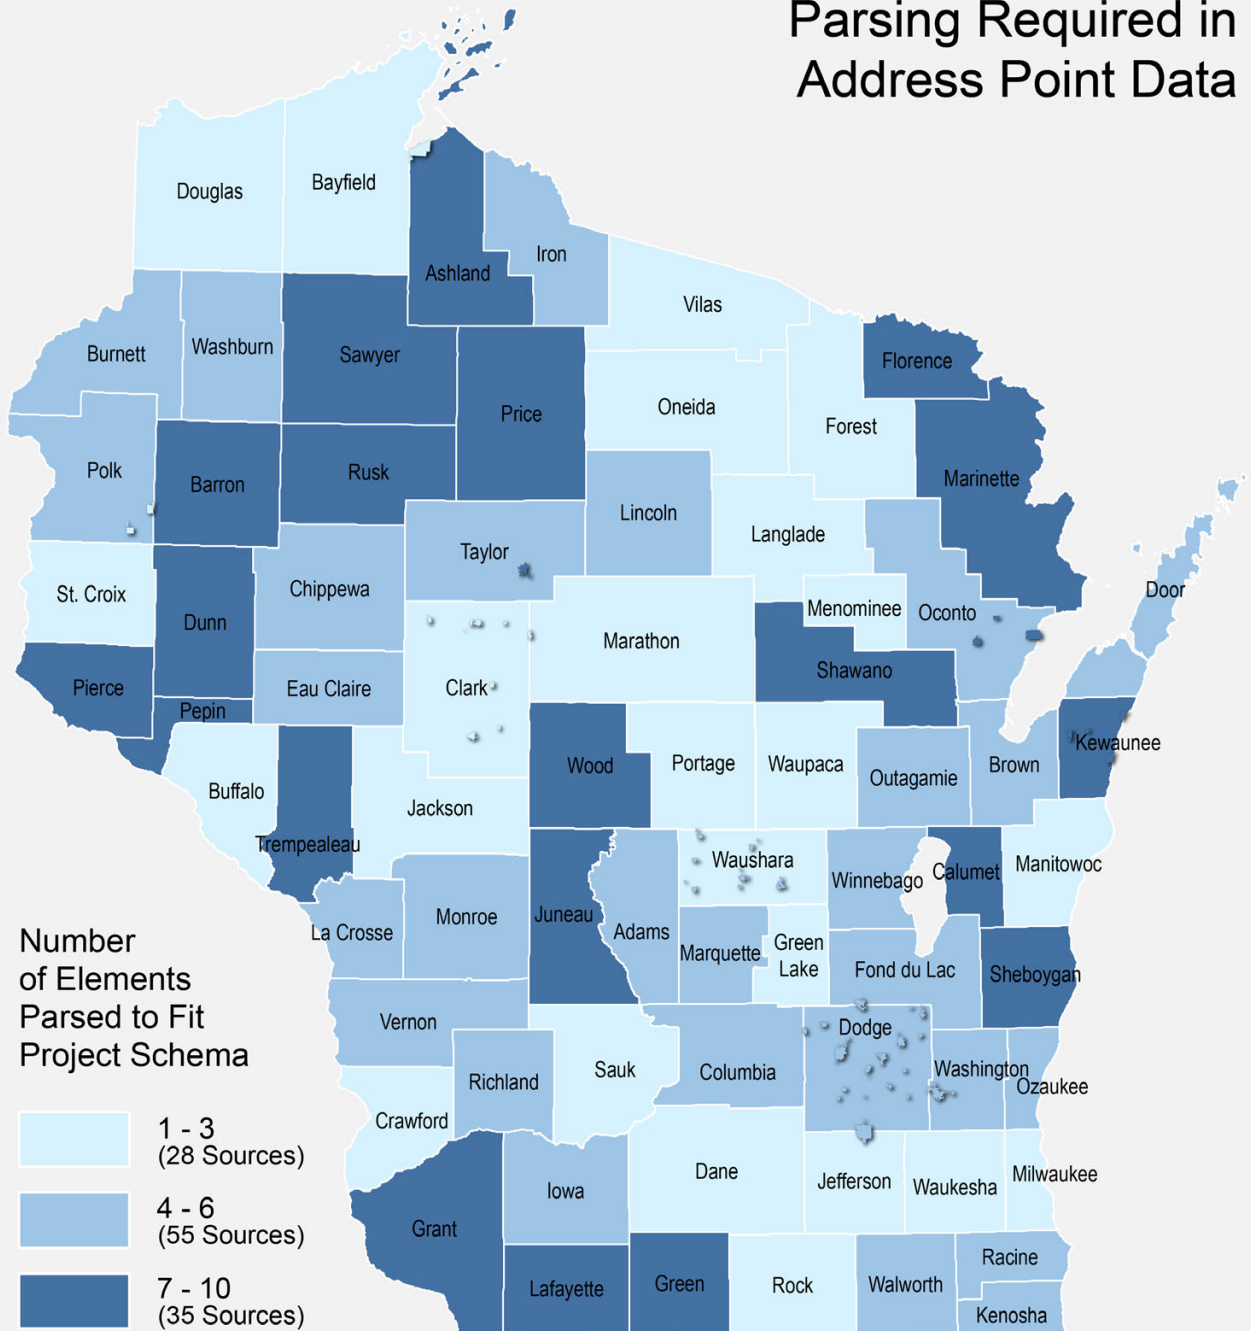 Parsing Required in
Address Point Data
Douglas
Bayfield
Ashland
Iron
Vilas
Burnett
Washburn
Sawyer
Price
Oneida
Forest
Florence
Marinette
Polk
Barron
Rusk
Lincoln
Langlade
Taylor
Chippewa
St. Croix
Dunn
Menominee
Oconto
Door
Marathon
Shawano
Pierce
Pepin
Eau Claire
Clark
Kewaunee
Wood
Portage
Waupaca
Outagamie
Brown
Buffalo
Jackson
Trempealeau
Waushara
Winnebago
Calumet
Manitowoc
La Crosse
Monroe
Juneau
Adams
Marquette
Green
Lake
Fond du Lac
Sheboygan
Vernon
Richland
Sauk
Columbia
Dodge
Washington
Ozaukee
Crawford
Iowa
Dane
Jefferson
Waukesha
Milwaukee
Grant
Lafayette
Green
Rock
Walworth
Racine
Kenosha
Number
of Elements
Parsed to Fit
Project Schema
1 - 3
(28 Sources)
4 - 6
(55 Sources)
7 - 10
(35 Sources)